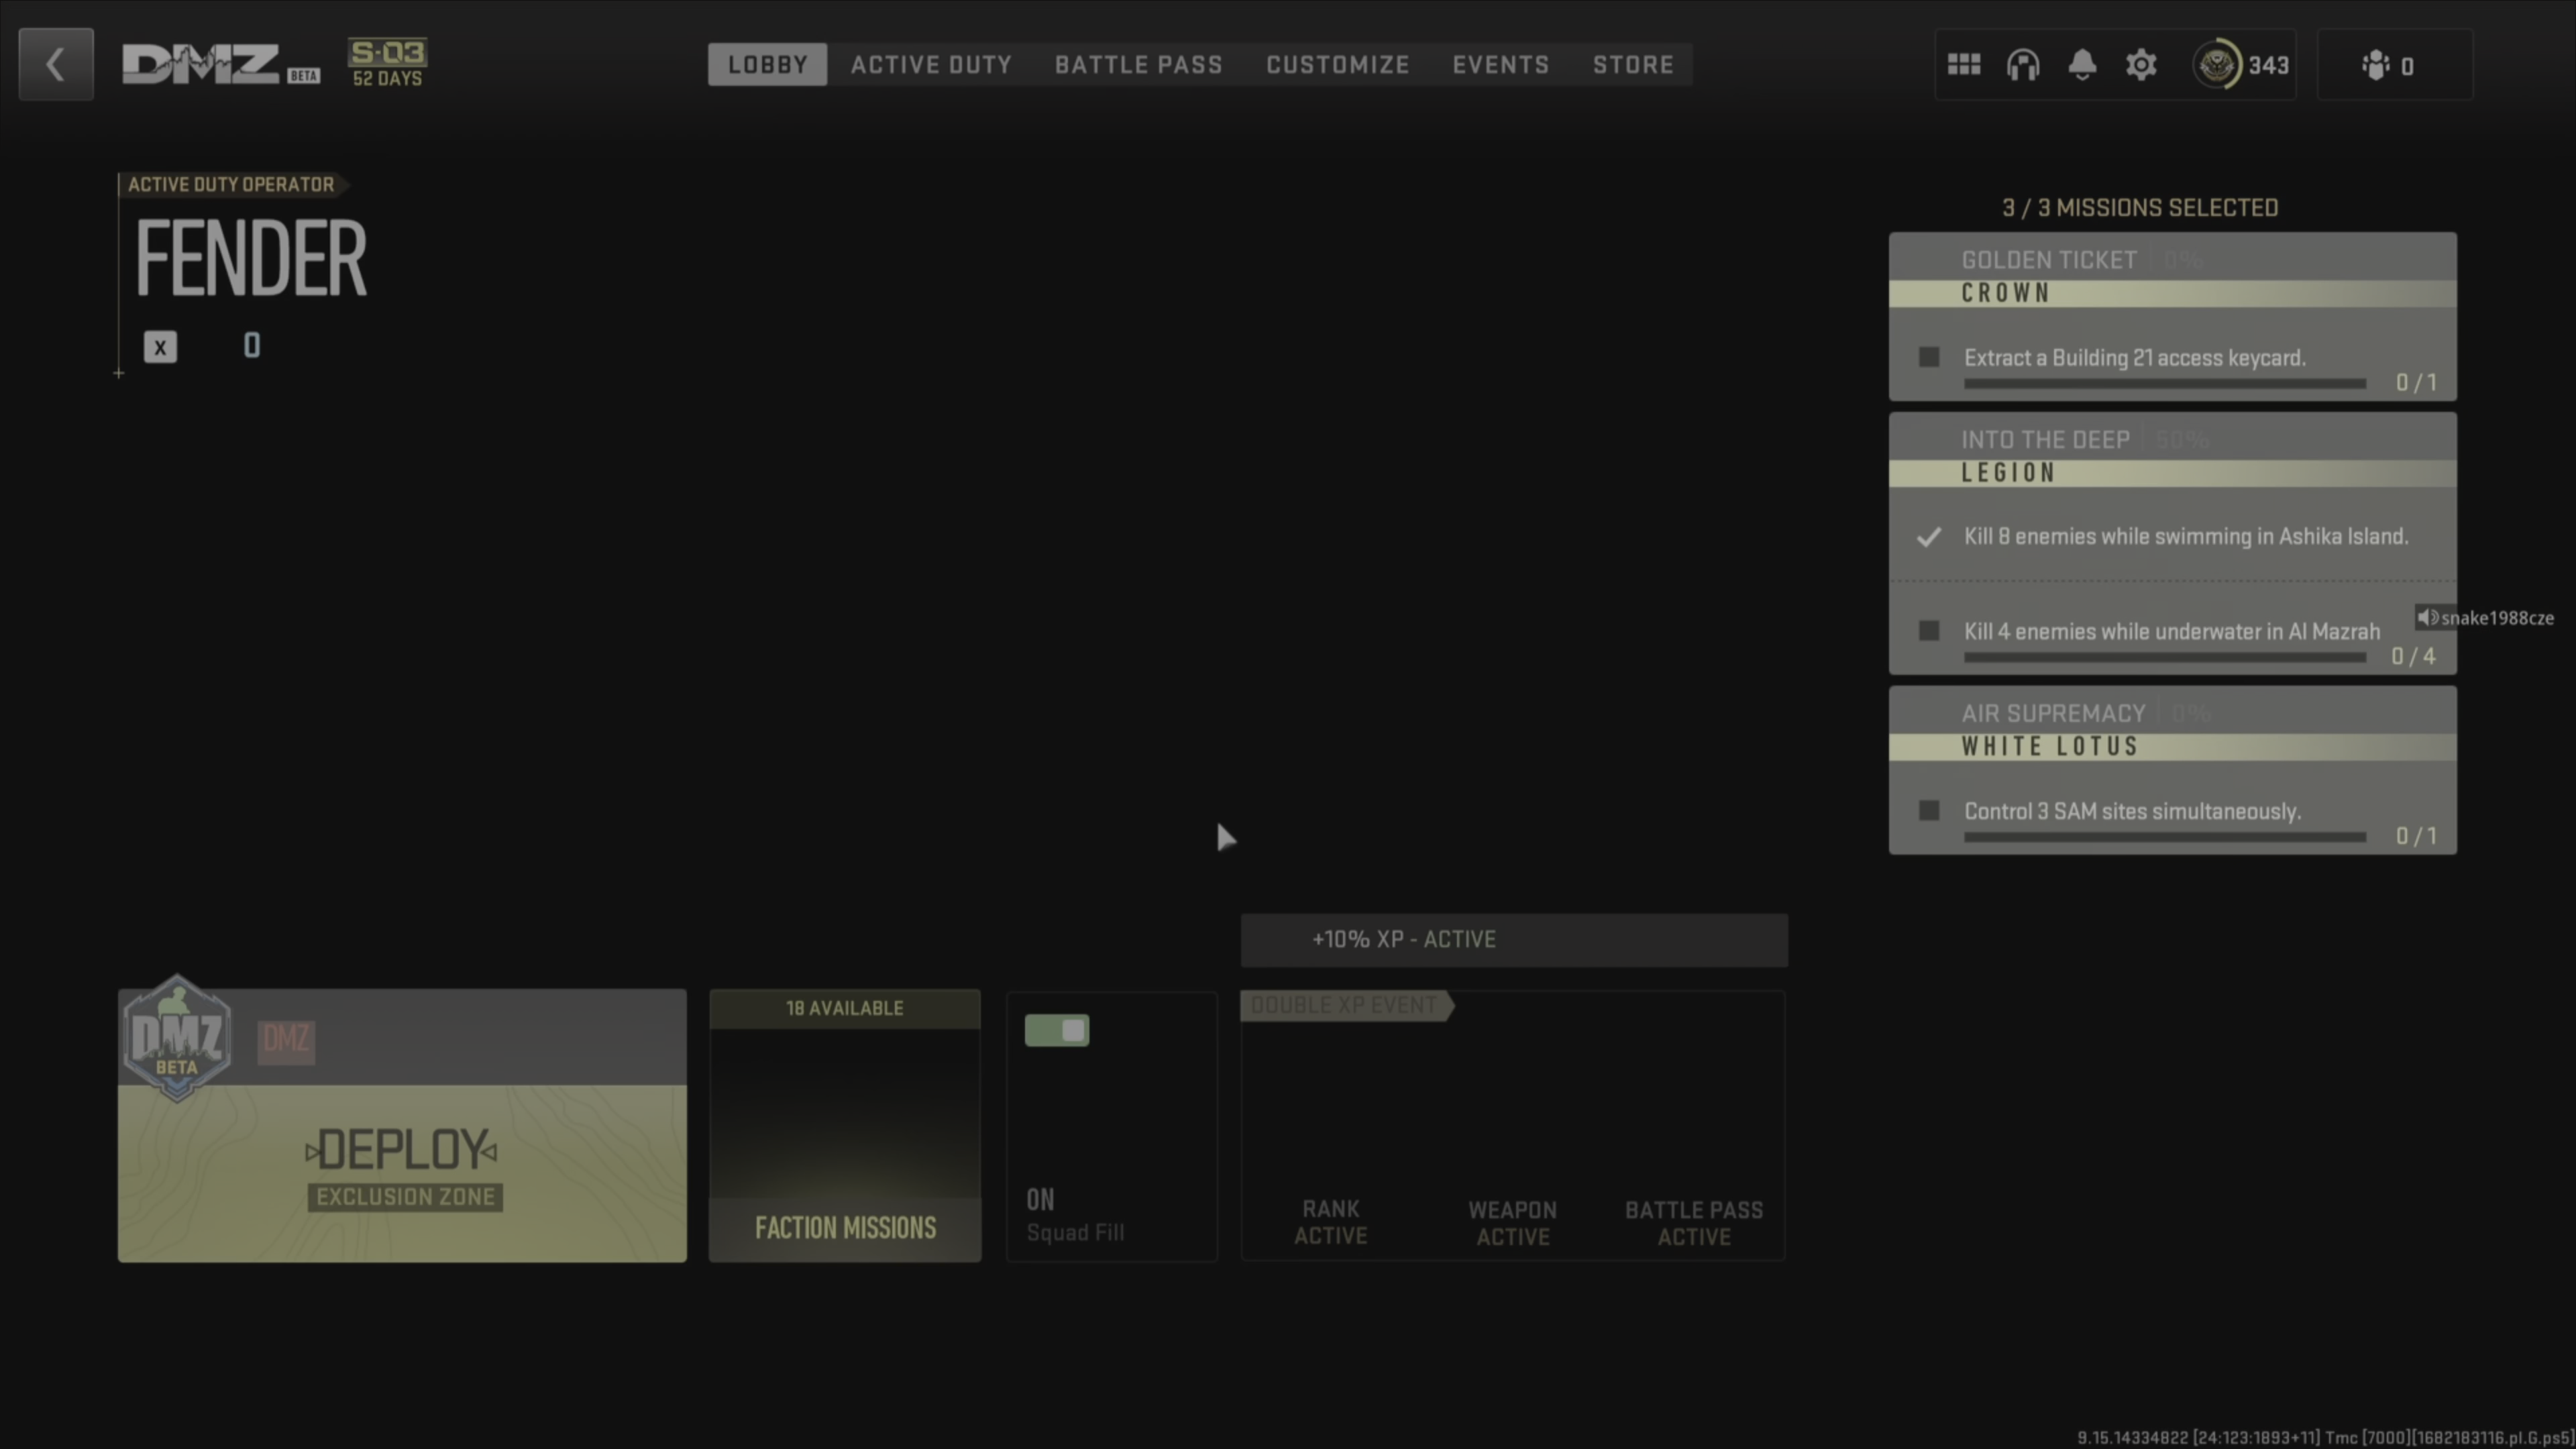 DMZ BETA
S-03
52 DAYS
LOBBY
ACTIVE DUTY
BATTLE PASS
CUSTOMIZE
EVENTS
STORE
343
0
ACTIVE DUTY OPERATOR
FENDER
X 0
3 / 3 MISSIONS SELECTED
GOLDEN TICKET 0%
CROWN
Extract a Building 21 access keycard.
0 / 1
INTO THE DEEP 50%
LEGION
Kill 8 enemies while swimming in Ashika Island.
Kill 4 enemies while underwater in Al Mazrah
0 / 4
snake1988cze
AIR SUPREMACY 0%
WHITE LOTUS
Control 3 SAM sites simultaneously.
0 / 1
+10% XP - ACTIVE
DMZ
BETA
DMZ
DEPLOY
EXCLUSION ZONE
18 AVAILABLE
FACTION MISSIONS
ON
Squad Fill
DOUBLE XP EVENT
RANK
ACTIVE
WEAPON
ACTIVE
BATTLE PASS
ACTIVE
9.15.14334822 [24:123:1893+11] Tmc [7000][1682183116.pl.G.ps5]